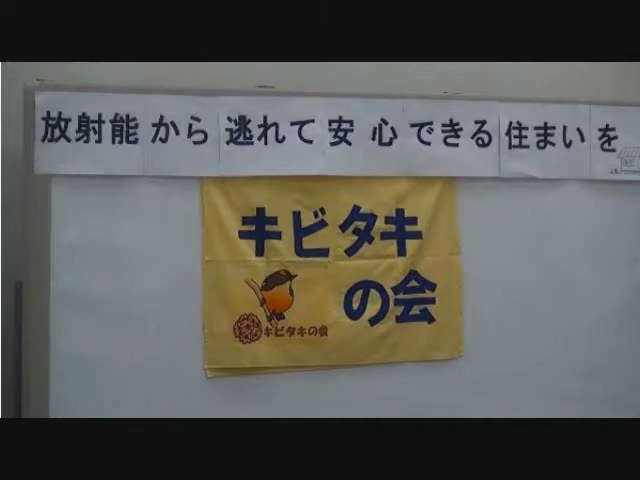 放射能から逃れて安心できる住まいを
キビタキ
の会
キビタキの会